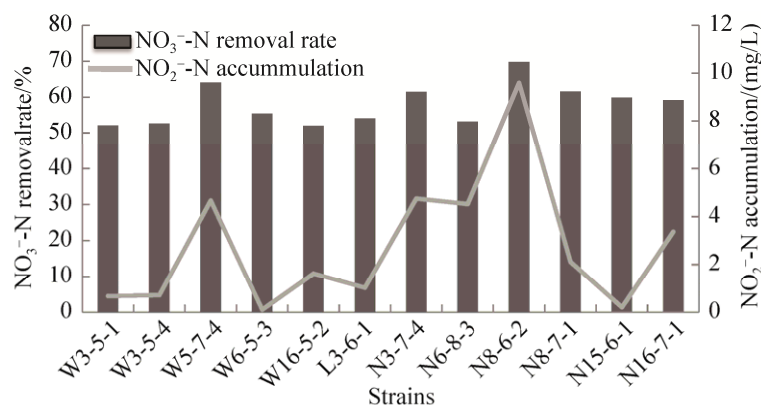 80
70
60
50
40
30
20
10
0
12
10
8
6
4
2
0
NO₃⁻-N removal rate
NO₂⁻-N accummulation
NO₃⁻-N removalrate/%
NO₂⁻-N accumulation/(mg/L)
W3-5-1
W3-5-4
W5-7-4
W6-5-3
W16-5-2
L3-6-1
N3-7-4
N6-8-3
N8-6-2
N8-7-1
N15-6-1
N16-7-1
Strains